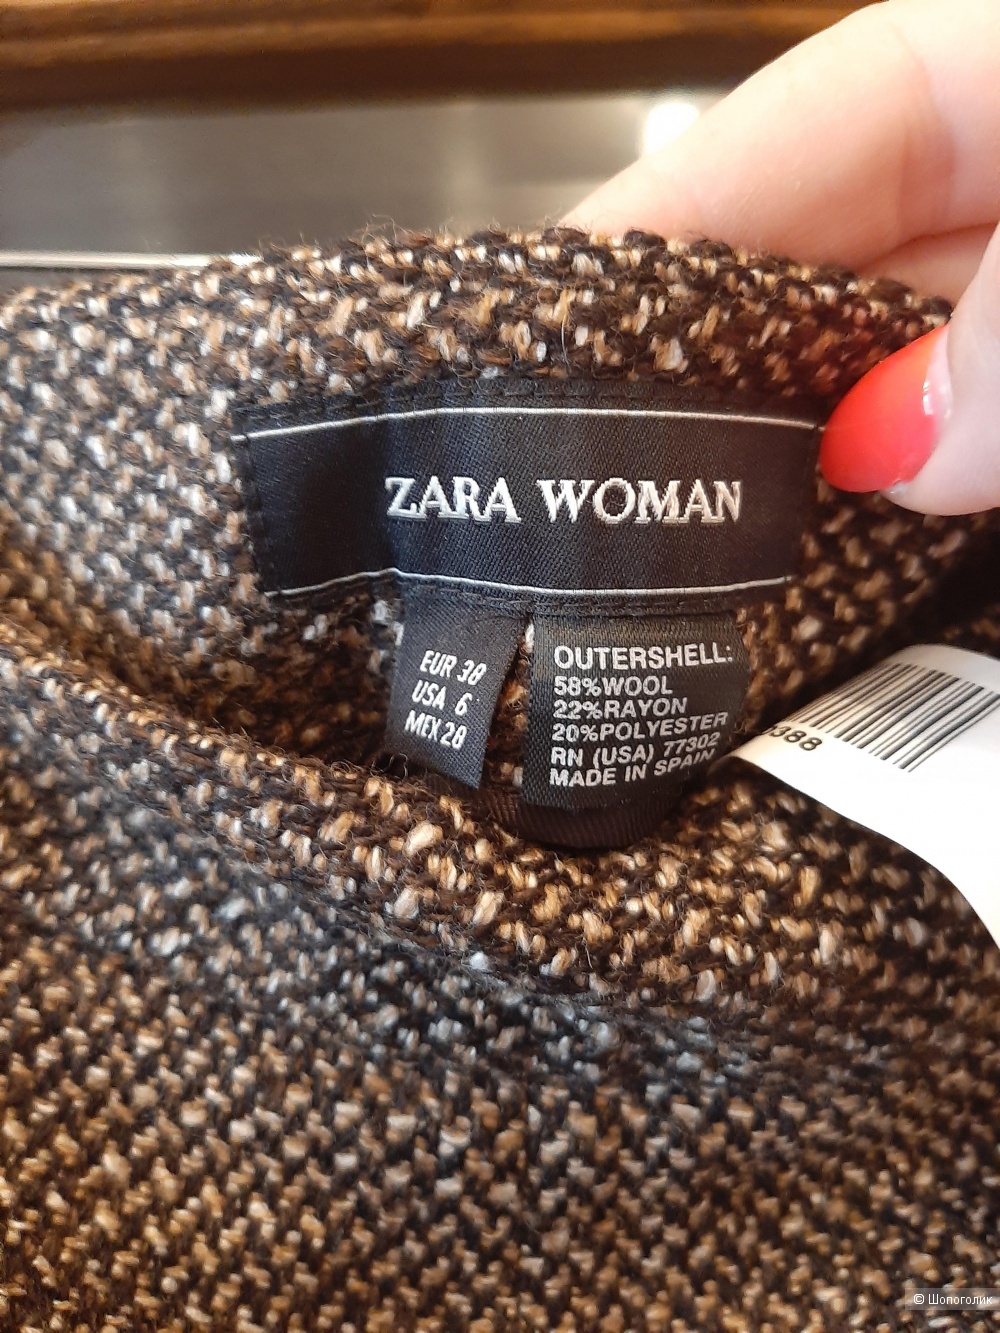 ZARA WOMAN
EUR 38
USA 6
MEX 28
OUTERSHELL:
58%WOOL
22%RAYON
20%POLYESTER
RN (USA) 77302
MADE IN SPAIN
388
© Шопоголик